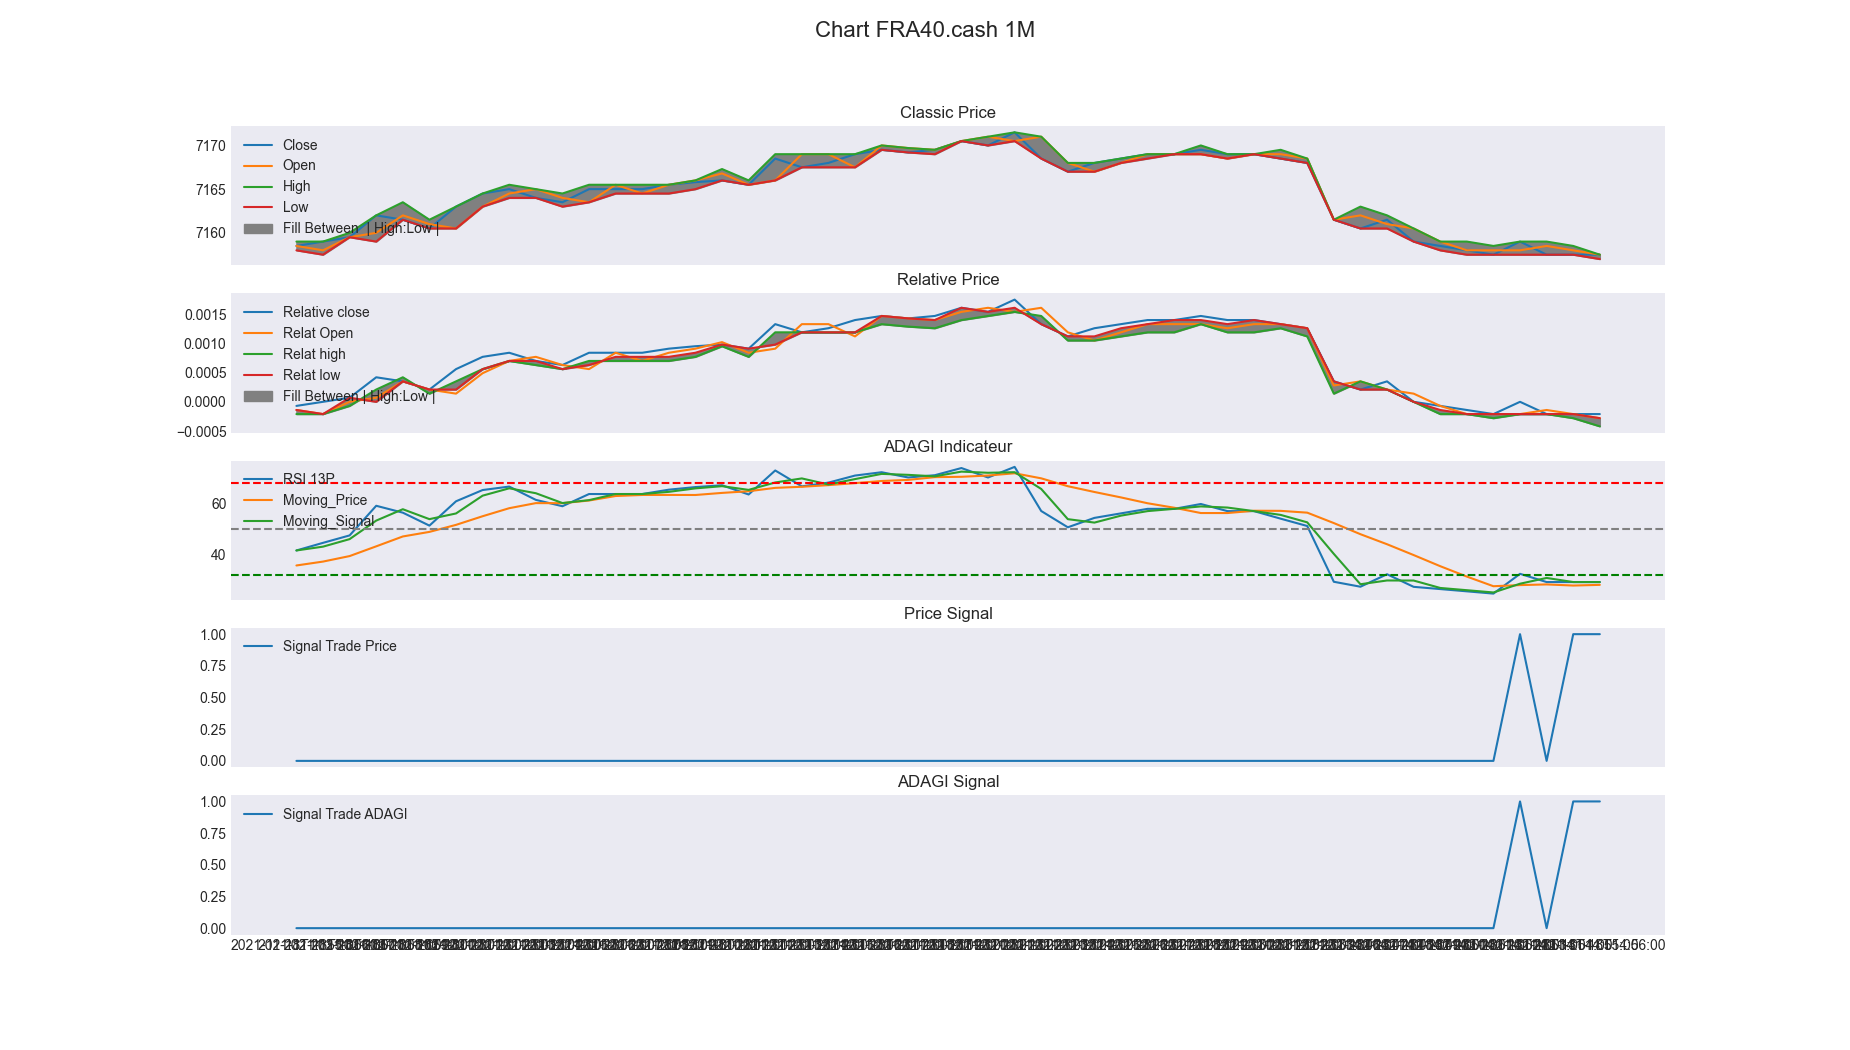 Chart FRA40.cash 1M
Classic Price
7170
7165
7160
Close
Open
High
Low
Fill Between | High:Low |
Relative Price
0.0015
0.0010
0.0005
0.0000
−0.0005
Relative close
Relat Open
Relat high
Relat low
Fill Between | High:Low |
ADAGI Indicateur
60
40
RSI 13P
Moving_Price
Moving_Signal
Price Signal
1.00
0.75
0.50
0.25
0.00
Signal Trade Price
ADAGI Signal
1.00
0.75
0.50
0.25
0.00
Signal Trade ADAGI